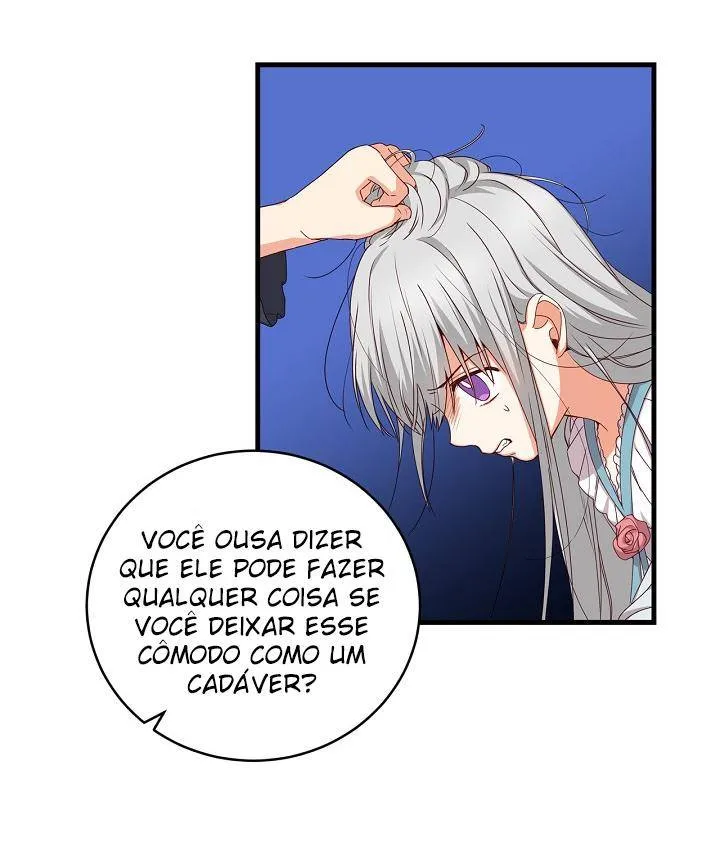 VOCÊ OUSA DIZER
QUE ELE PODE FAZER
QUALQUER COISA SE
VOCÊ DEIXAR ESSE
CÔMODO COMO UM
CADÁVER?